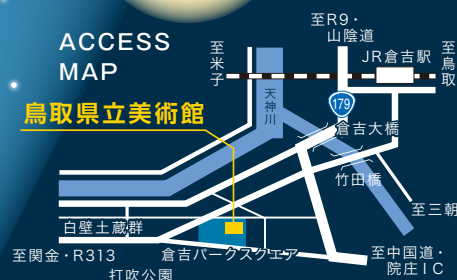 ACCESS
MAP
至R9・
山陰道
至米子
JR倉吉駅
至鳥取
天神川
179
鳥取県立美術館
倉吉大橋
竹田橋
至三朝
白壁土蔵群
至関金・R313
倉吉パークスクエア
至中国道・
院庄IC
打吹公園